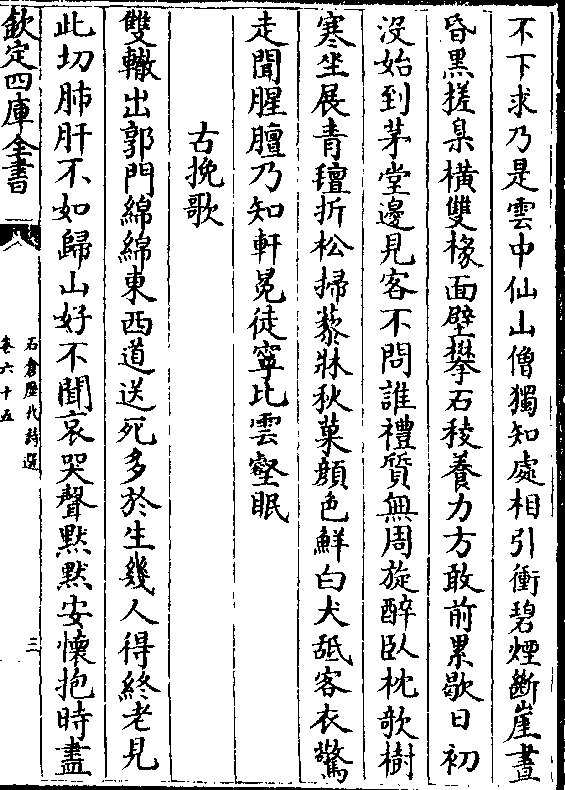 不下求乃是雲中仙山僧獨知處相引衝碧煙斷崖晝
昏黑槎臬橫雙椽面壁攀石稜養力方敢前累歇日初
沒始到茅堂邊見客不問誰禮質無周旋醉臥枕欹樹
寒坐展青氊折松掃藜牀秋菓顔色鮮白犬舐客衣驚
走聞腥膻乃知軒冕徒寧比雲壑眠
古挽歌
雙轍出郭門綿綿東西道送死多於生幾人得終老見
此切肺肝不如歸山好不聞哀哭聲默默安懷抱時盡
欽定四庫全書
石倉歴代詩選
卷六十五
三